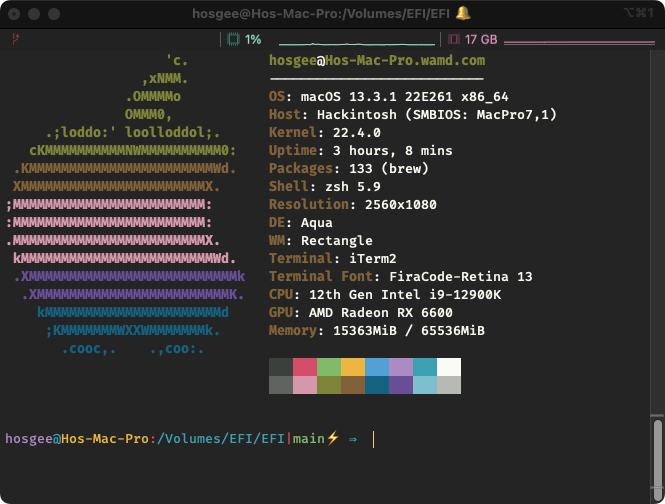 hosgee@Hos-Mac-Pro:/Volumes/EFI/EFI 🔔
⌥⌘1
1%
17 GB
'c.
,xNMM.
.OMMMMo
OMMM0,
.;loddo:' loolloddol;.
cKMMMMMMMMMMNWMMMMMMMMMM0:
.KMMMMMMMMMMMMMMMMMMMMMMMWd.
XMMMMMMMMMMMMMMMMMMMMMMMX.
;MMMMMMMMMMMMMMMMMMMMMMMM:
:MMMMMMMMMMMMMMMMMMMMMMMM:
.MMMMMMMMMMMMMMMMMMMMMMMMX.
kMMMMMMMMMMMMMMMMMMMMMMMMWd.
.XMMMMMMMMMMMMMMMMMMMMMMMMMMk
.XMMMMMMMMMMMMMMMMMMMMMMMMK.
kMMMMMMMMMMMMMMMMMMMMMMd
;KMMMMMMMWXXWMMMMMMMk.
.cooc,. .,coo:.
hosgee@Hos-Mac-Pro.wamd.com
---------------------------
OS: macOS 13.3.1 22E261 x86_64
Host: Hackintosh (SMBIOS: MacPro7,1)
Kernel: 22.4.0
Uptime: 3 hours, 8 mins
Packages: 133 (brew)
Shell: zsh 5.9
Resolution: 2560x1080
DE: Aqua
WM: Rectangle
Terminal: iTerm2
Terminal Font: FiraCode-Retina 13
CPU: 12th Gen Intel i9-12900K
GPU: AMD Radeon RX 6600
Memory: 15363MiB / 65536MiB
hosgee@Hos-Mac-Pro:/Volumes/EFI/EFI|main⚡ ⇒